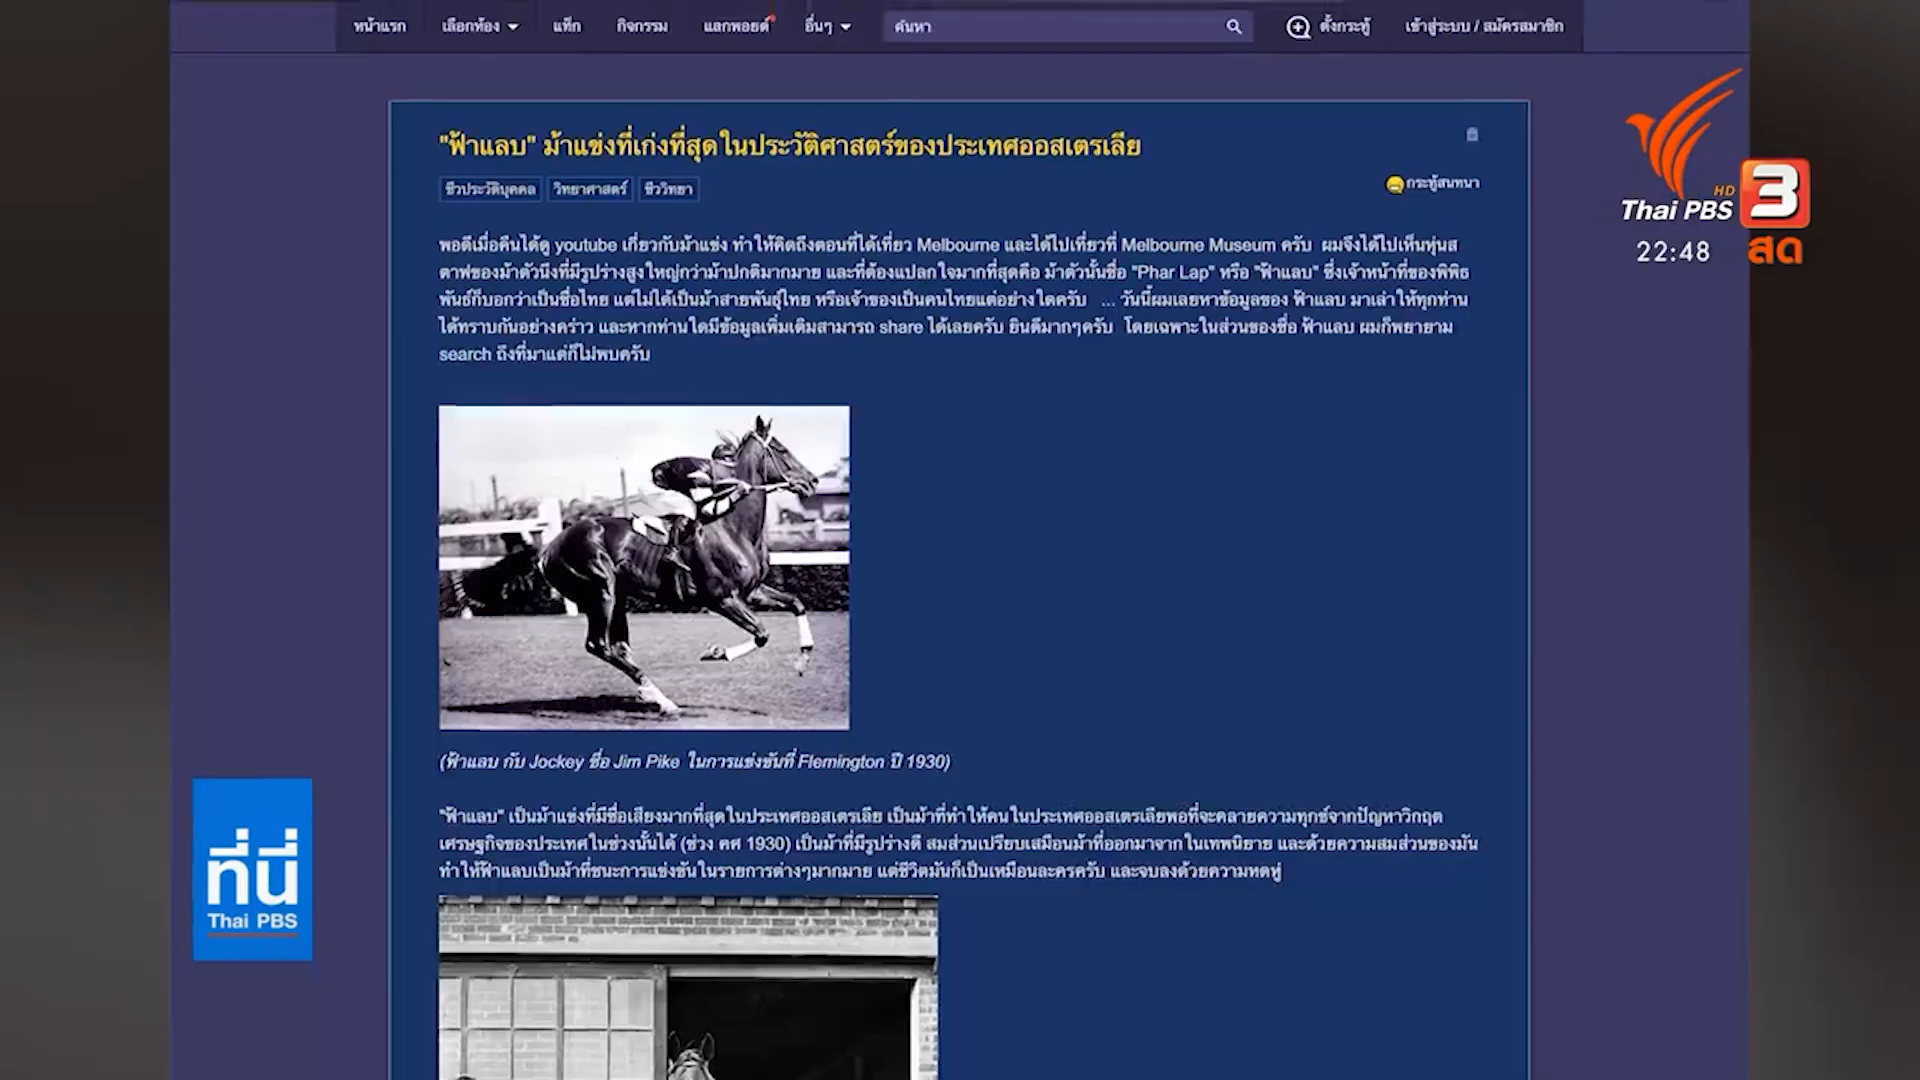 หน้าแรก เลือกห้อง แท็ก กิจกรรม แลกพอยต์ อื่นๆ ค้นหา ตั้งกระทู้ เข้าสู่ระบบ / สมัครสมาชิก
"ฟ้าแลบ" ม้าแข่งที่เก่งที่สุดในประวัติศาสตร์ของประเทศออสเตรเลีย
ชีวประวัติบุคคล วิทยาศาสตร์ ชีววิทยา
กระทู้สนทนา
พอดีเมื่อคืนได้ดู youtube เกี่ยวกับม้าแข่ง ทำให้คิดถึงตอนที่ได้เที่ยว Melbourne และได้ไปเที่ยวที่ Melbourne Museum ครับ ผมจึงได้ไปเห็นหุ่นส
ตาฟของม้าตัวนึงที่มีรูปร่างสูงใหญ่กว่าม้าปกติมากมาย และที่ต้องแปลกใจมากที่สุดคือ ม้าตัวนั้นชื่อ "Phar Lap" หรือ "ฟ้าแลบ" ซึ่งเจ้าหน้าที่ของพิพิธ
พันธ์ก็บอกว่าเป็นชื่อไทย แต่ไม่ได้เป็นม้าสายพันธุ์ไทย หรือเจ้าของเป็นคนไทยแต่อย่างใดครับ ... วันนี้ผมเลยหาข้อมูลของ ฟ้าแลบ มาเล่าให้ทุกท่าน
ได้ทราบกันอย่างคร่าว และหากท่านใดมีข้อมูลเพิ่มเติมสามารถ share ได้เลยครับ ยินดีมากๆครับ โดยเฉพาะในส่วนของชื่อ ฟ้าแลบ ผมก็พยายาม
search ถึงที่มาแต่ก็ไม่พบครับ
(ฟ้าแลบ กับ Jockey ชื่อ Jim Pike ในการแข่งขันที่ Flemington ปี 1930)
"ฟ้าแลบ" เป็นม้าแข่งที่มีชื่อเสียงมากที่สุดในประเทศออสเตรเลีย เป็นม้าที่ทำให้คนในประเทศออสเตรเลียพอที่จะคลายความทุกข์จากปัญหาวิกฤต
เศรษฐกิจของประเทศในช่วงนั้นได้ (ช่วง คศ 1930) เป็นม้าที่มีรูปร่างดี สมส่วนเปรียบเสมือนม้าที่ออกมาจากในเทพนิยาย และด้วยความสมส่วนของมัน
ทำให้ฟ้าแลบเป็นม้าที่ชนะการแข่งขันในรายการต่างๆมากมาย แต่ชีวิตมันก็เป็นเหมือนละครครับ และจบลงด้วยความหดหู่
Thai PBS HD 3
22:48 สด
ที่นี่
Thai PBS